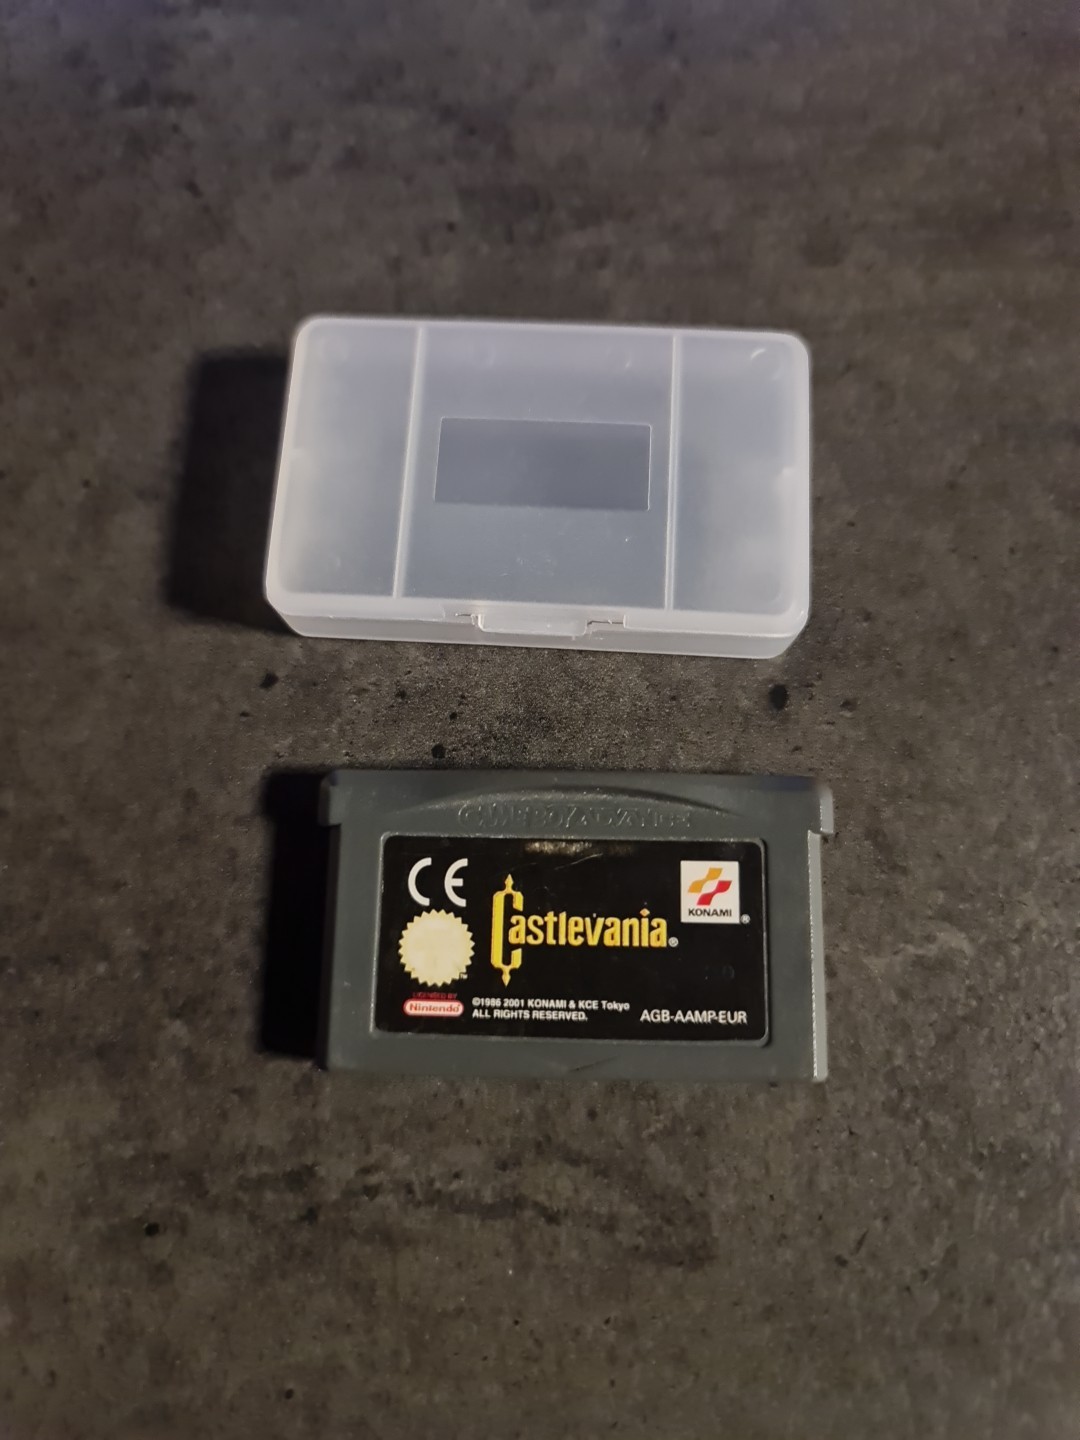 GAME BOY ADVANCE
CE
KONAMI ®
Castlevania®
™
LICENSED BY
Nintendo
©1986 2001 KONAMI & KCE Tokyo
ALL RIGHTS RESERVED.
AGB-AAMP-EUR